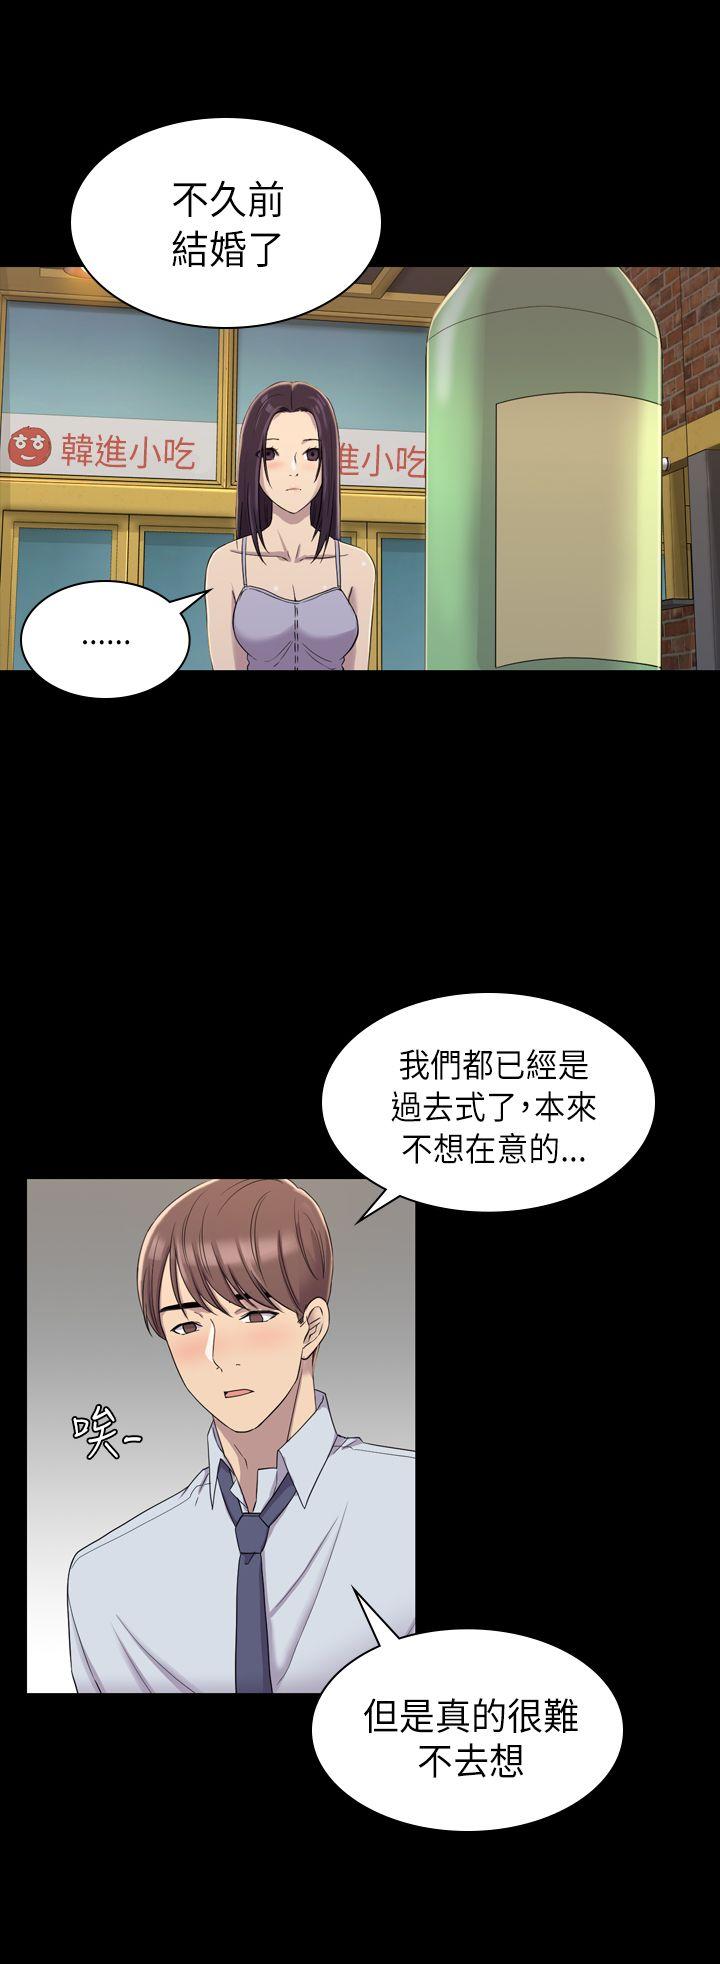 不久前
結婚了
韓進小吃
進小吃
……
我們都已經是
過去式了,本來
不想在意的...
唉-
但是真的很難
不去想